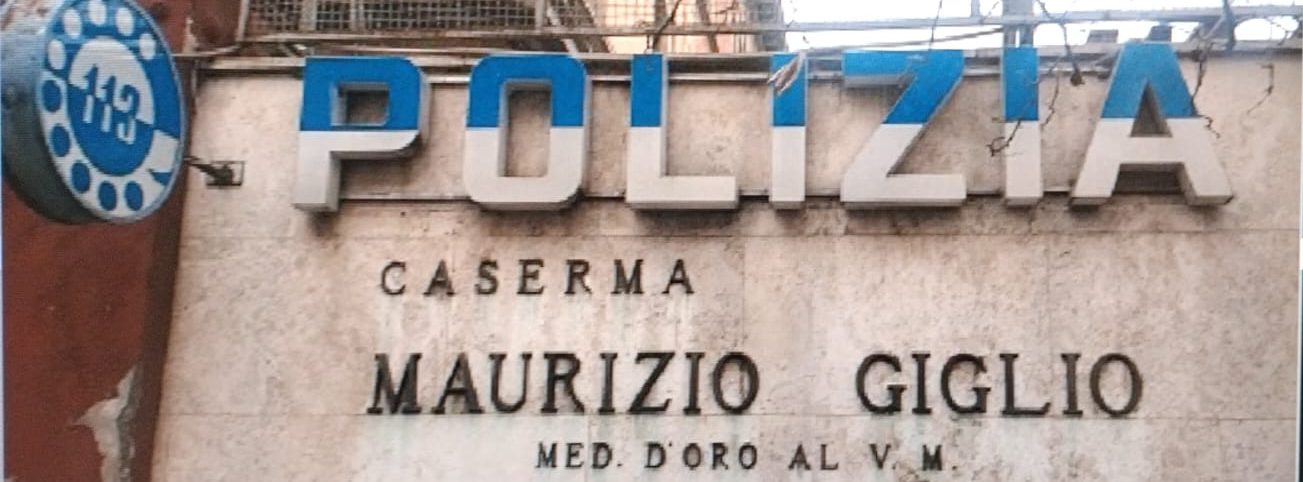 113
POLIZIA
CASERMA
MAURIZIO GIGLIO
MED. D'ORO AL V. M.